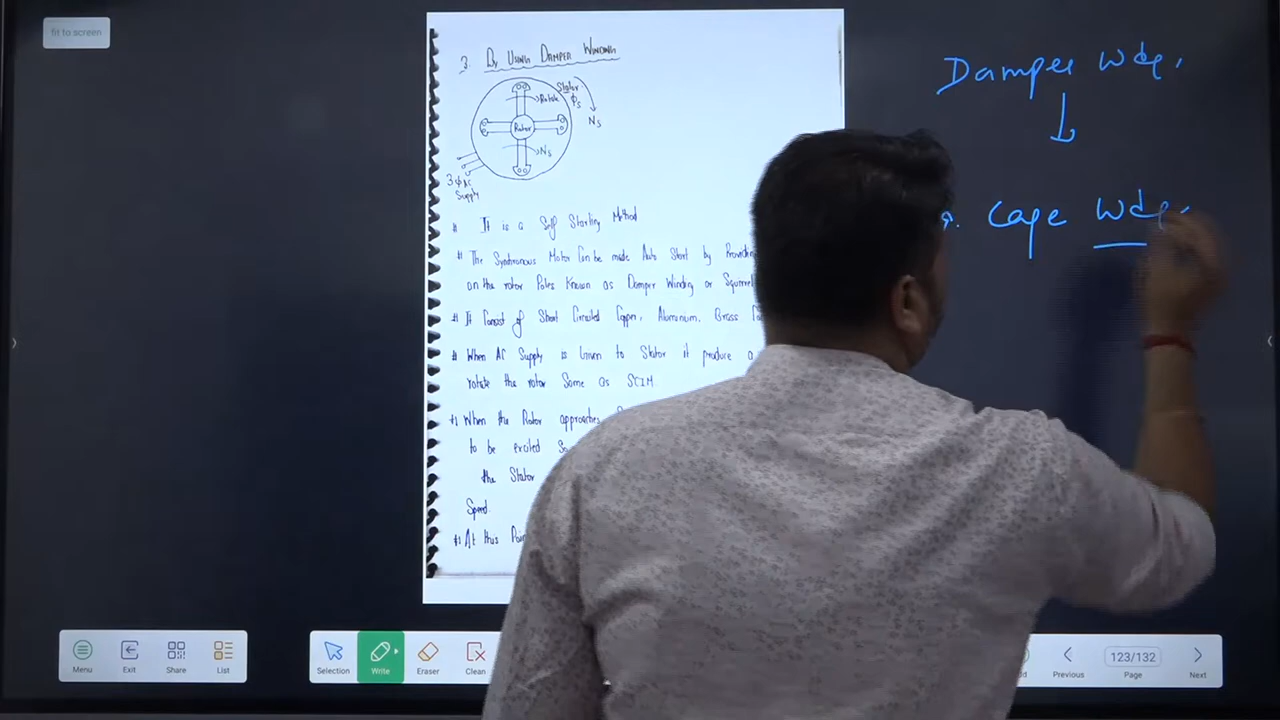 fit to screen
3 By Using Damper Winding
Stator
Rotate
φs
Ns
Rotor
Ns
3 φ AC
Supply
It is a Self Starting Method
The Synchronous Motor Can be made Auto Start by Providing
on the rotor Poles Known as Damper Winding or Squirrel
It Consist of Short Circuited Copper, Aluminum, Brass
When AC Supply is Given to Stator it produce a
rotate the rotor Same as SCIM
When the Rotor approaches
to be excited
the Stator
Speed.
At this Point
Damper Wdg.
Cage Wdg.
Menu
Exit
Share
List
Selection
Write
Eraser
Clean
Previous
123/132
Page
Next